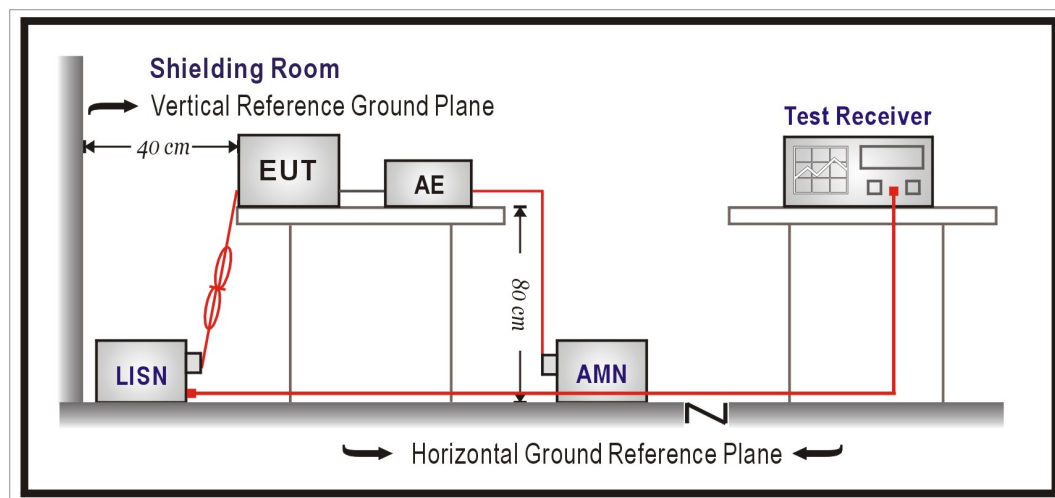 Shielding Room
Vertical Reference Ground Plane
Test Receiver
40 cm
EUT
AE
80 cm
LISN
AMN
Horizontal Ground Reference Plane